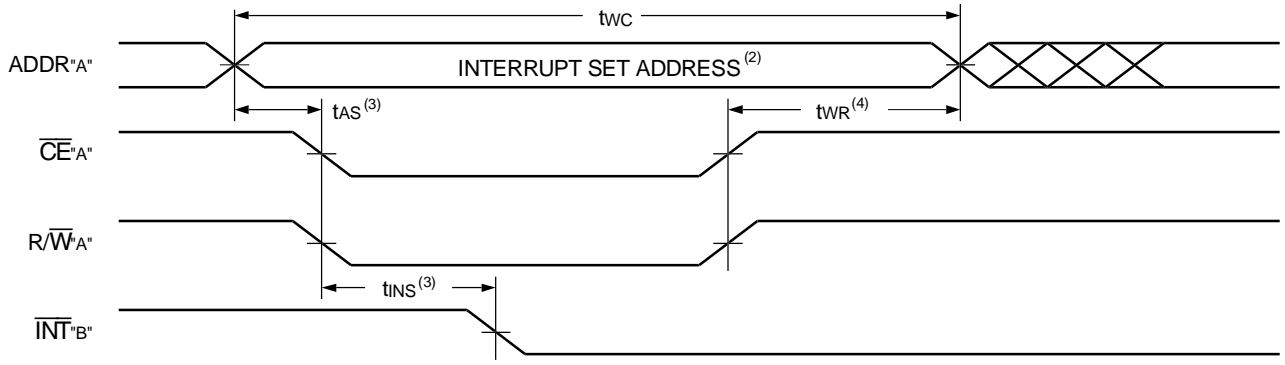 tWC
ADDR"A"
INTERRUPT SET ADDRESS(2)
tAS(3)
tWR(4)
CE"A"
R/W"A"
tINS(3)
INT"B"